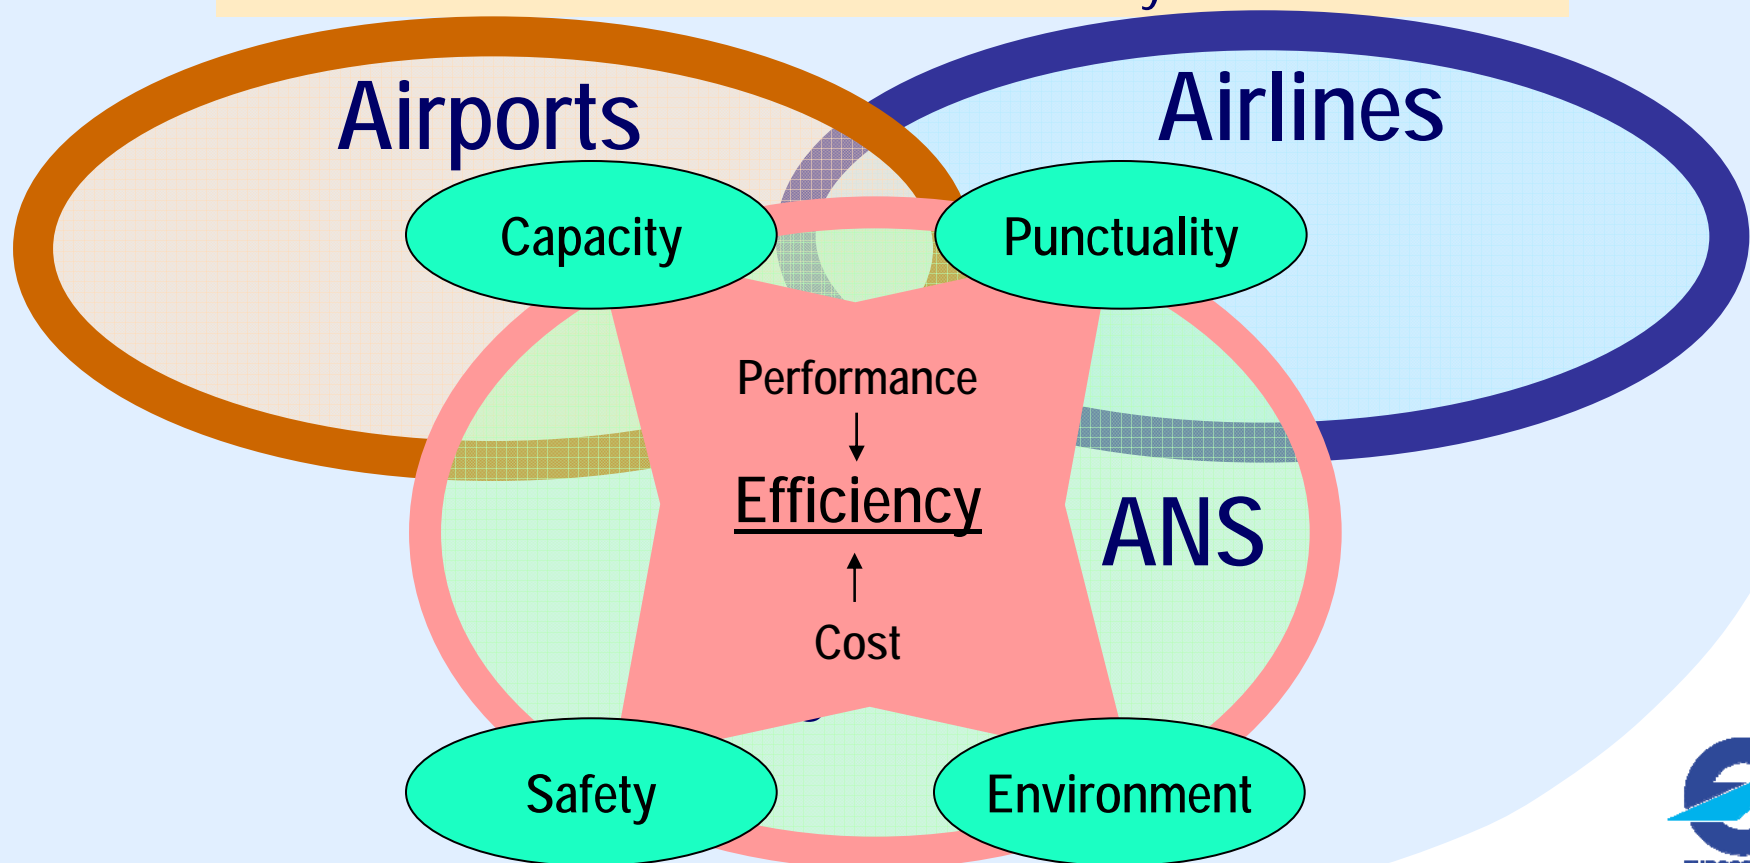 Airports
Airlines
Capacity
Punctuality
Performance
Efficiency
ANS
Cost
Safety
Environment